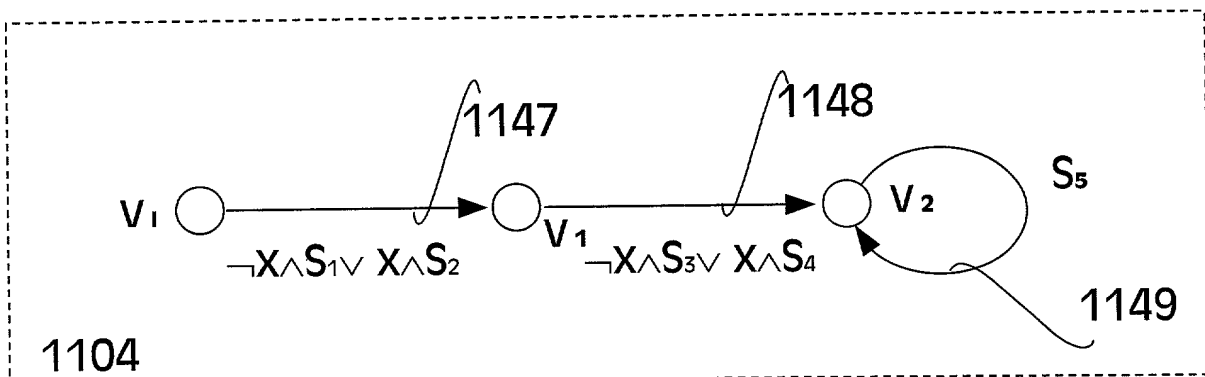 1147
1148
S₅
V₁
V₁
V₂
¬X∧S₁∨ X∧S₂
¬X∧S₃∨ X∧S₄
1149
1104